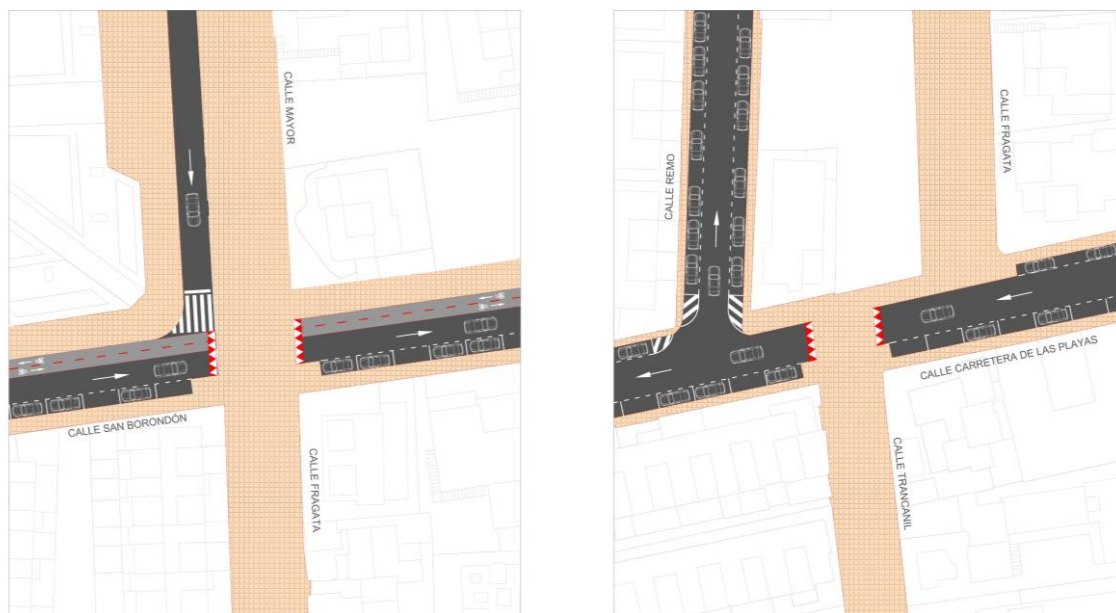 CALLE MAYOR
CALLE SAN BORONDÓN
CALLE FRAGATA
CALLE REMO
CALLE FRAGATA
CALLE CARRETERA DE LAS PLAYAS
CALLE TRANCANIL